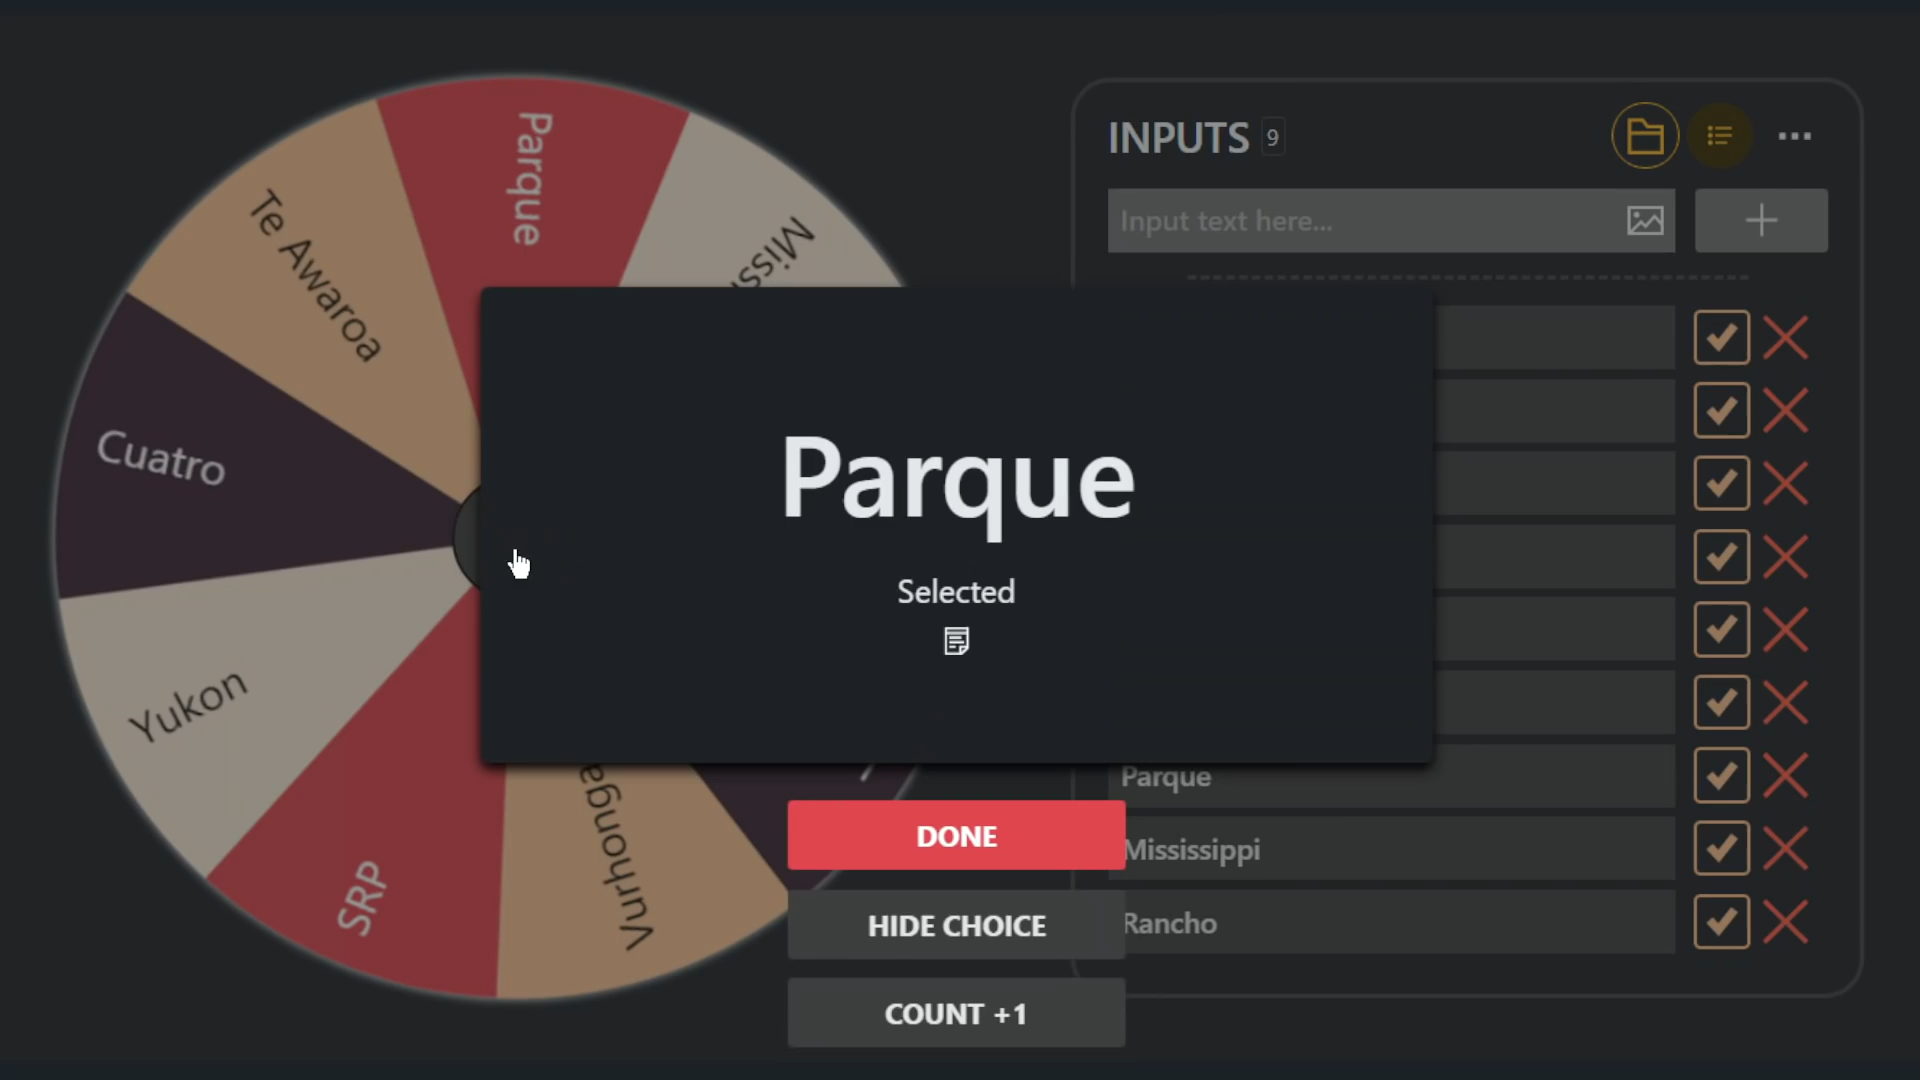 Parque
Miss
Te Awaroa
Cuatro
Yukon
SRP
Vurhonga
INPUTS 9
Input text here...
Parque
Selected
Parque
Mississippi
Rancho
DONE
HIDE CHOICE
COUNT +1